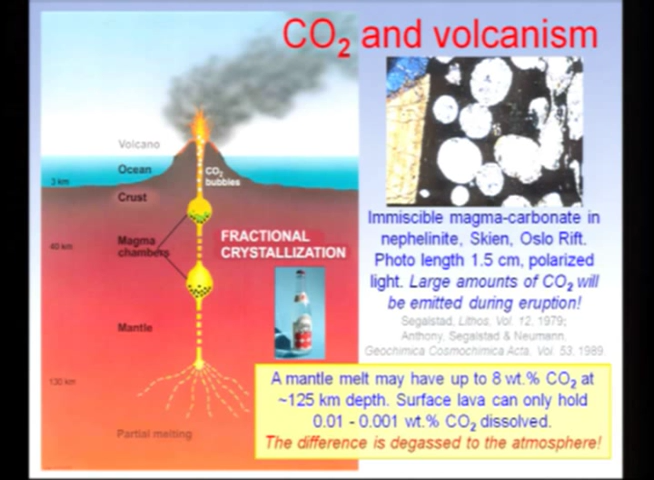 CO₂ and volcanism
Volcano
Ocean
3 km
CO₂
bubbles
Crust
40 km
Magma
chambers
FRACTIONAL
CRYSTALLIZATION
Mantle
130 km
Partial melting
Immiscible magma-carbonate in
nephelinite, Skien, Oslo Rift.
Photo length 1.5 cm, polarized
light. Large amounts of CO₂ will
be emitted during eruption!
Segalstad, Lithos, Vol. 12, 1979;
Anthony, Segalstad & Neumann,
Geochimica Cosmochimica Acta, Vol. 53, 1989
A mantle melt may have up to 8 wt.% CO₂ at
~125 km depth. Surface lava can only hold
0.01 - 0.001 wt.% CO₂ dissolved.
The difference is degassed to the atmosphere!